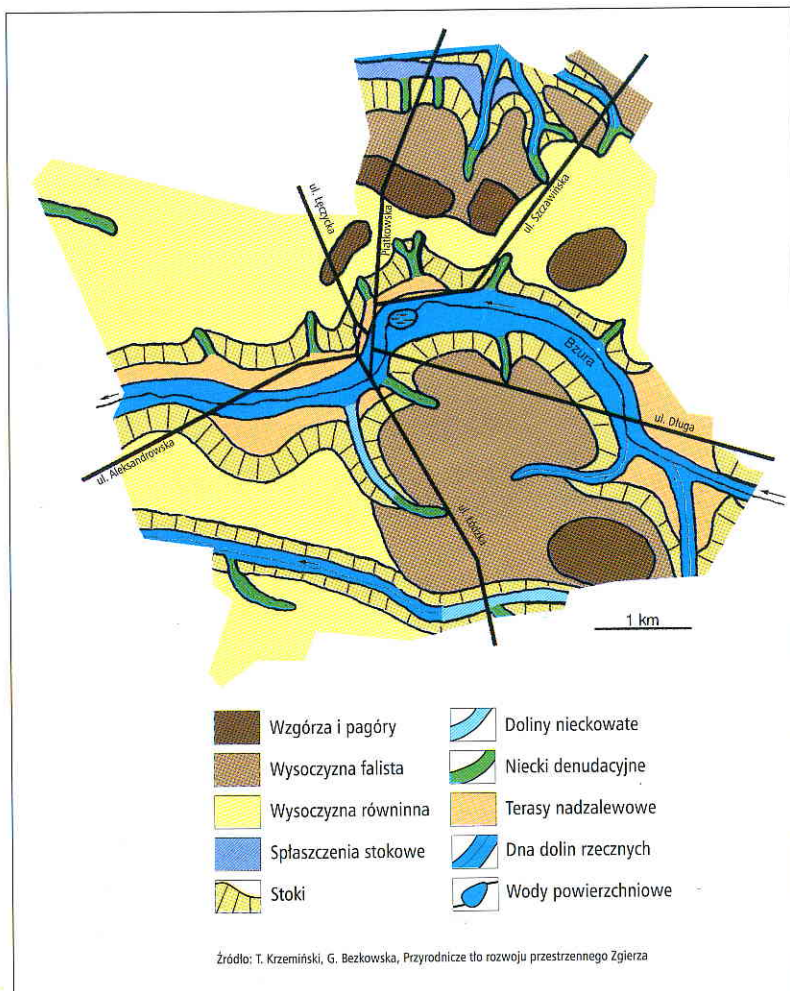 ul. Łęczycka
Piątkowska
ul. Szczawińska
Bzura
ul. Długa
ul. Aleksandrowska
ul. Łódzka
1 km
Wzgórza i pagóry
Wysoczyzna falista
Wysoczyzna równinna
Spłaszczenia stokowe
Stoki
Doliny nieckowate
Niecki denudacyjne
Terasy nadzalewowe
Dna dolin rzecznych
Wody powierzchniowe
Źródło: T. Krzemiński, G. Bezkowska, Przyrodnicze tło rozwoju przestrzennego Zgierza